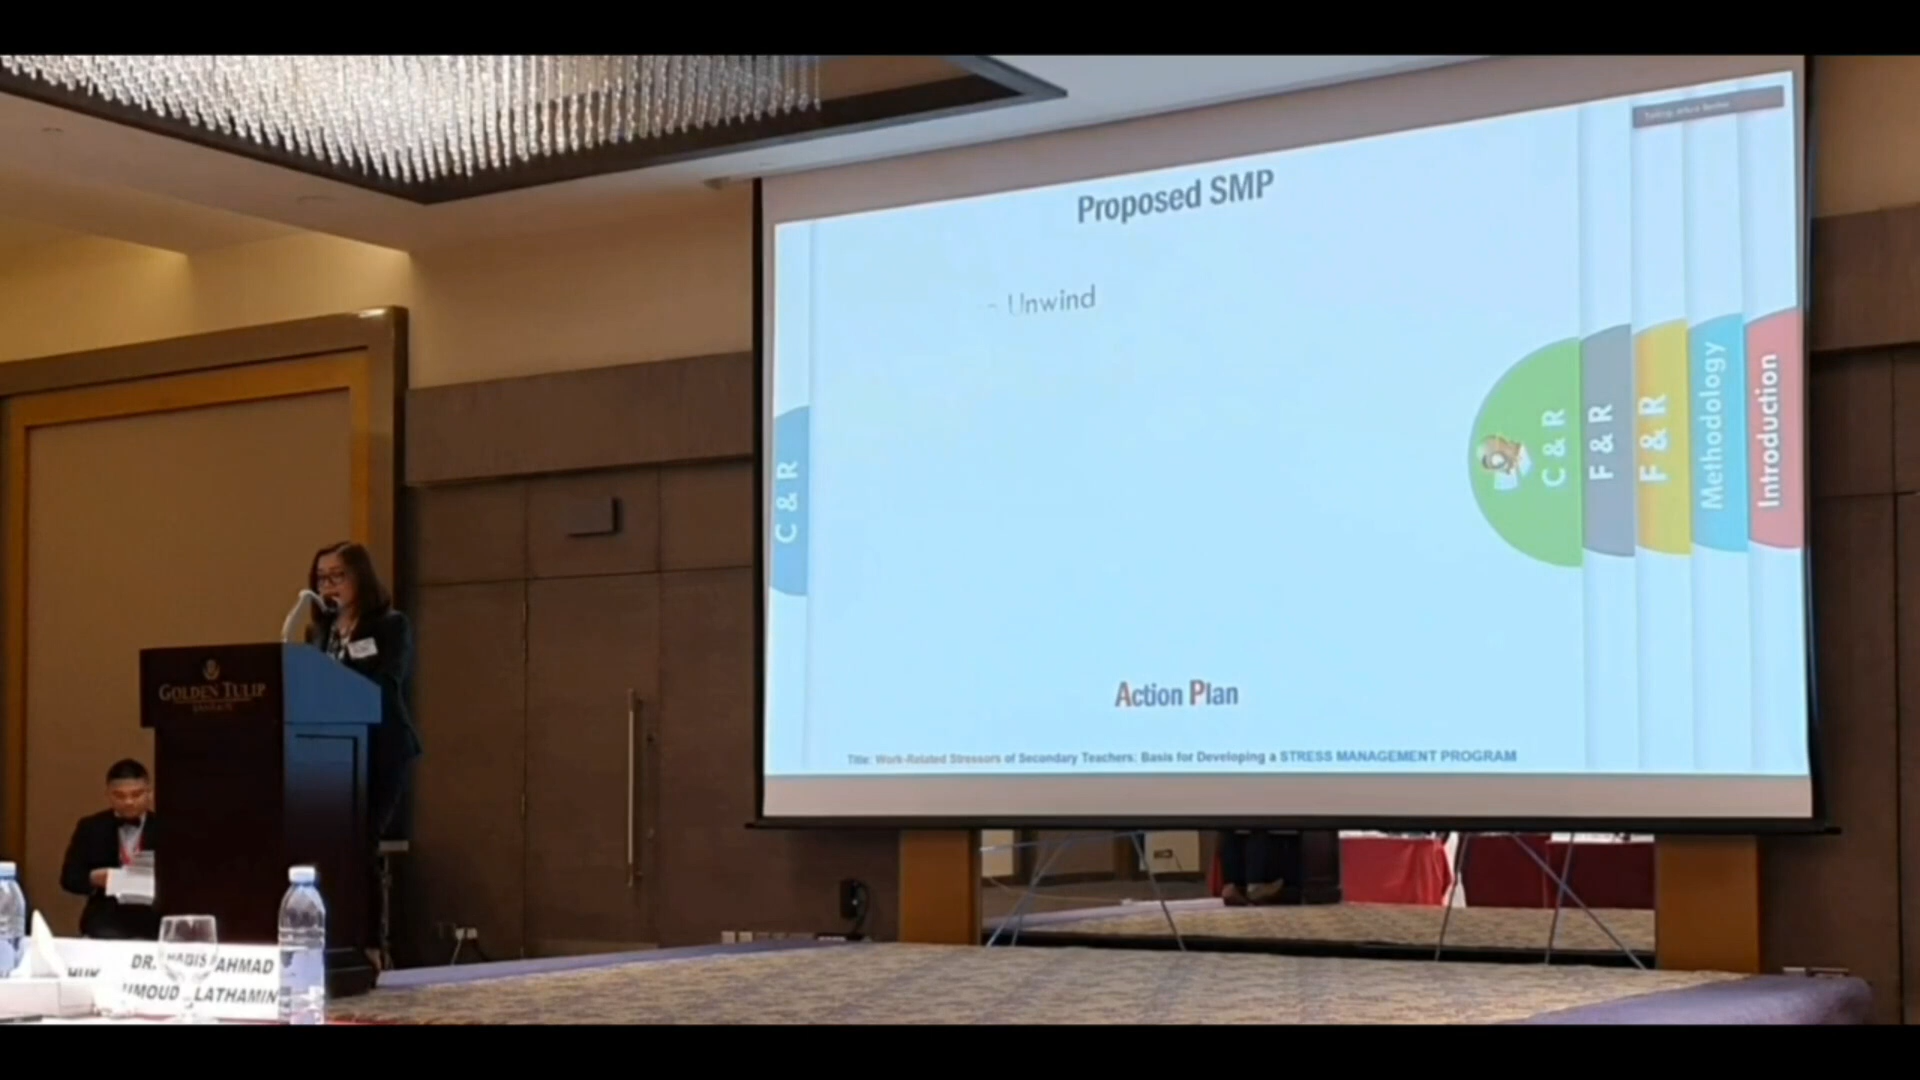 Proposed SMP
Unwind
C & R
C & R
F & R
F & R
Methodology
Introduction
Action Plan
Title: Work-Related Stressors of Secondary Teachers: Basis for Developing a STRESS MANAGEMENT PROGRAM
GOLDEN TULIP
DR. AHMAD